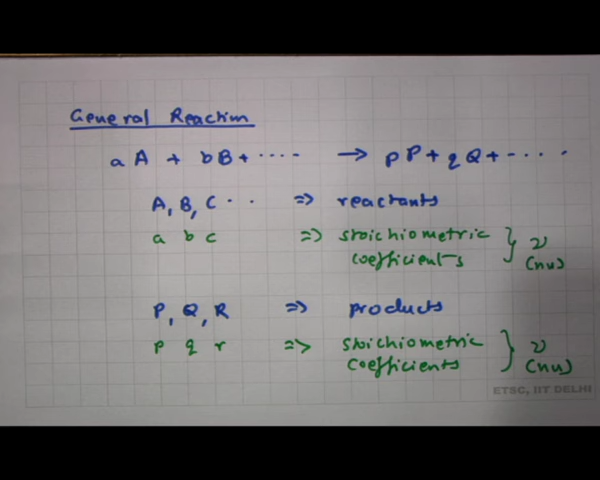 General Reaction
aA + bB + ···· → pP + qQ + ····
A, B, C ·· ⇒ reactants
a b c ⇒ stoichiometric coefficients } ν (nu)
P, Q, R ⇒ products
p q r ⇒ stoichiometric coefficients } ν (nu)
ETSC, IIT DELHI